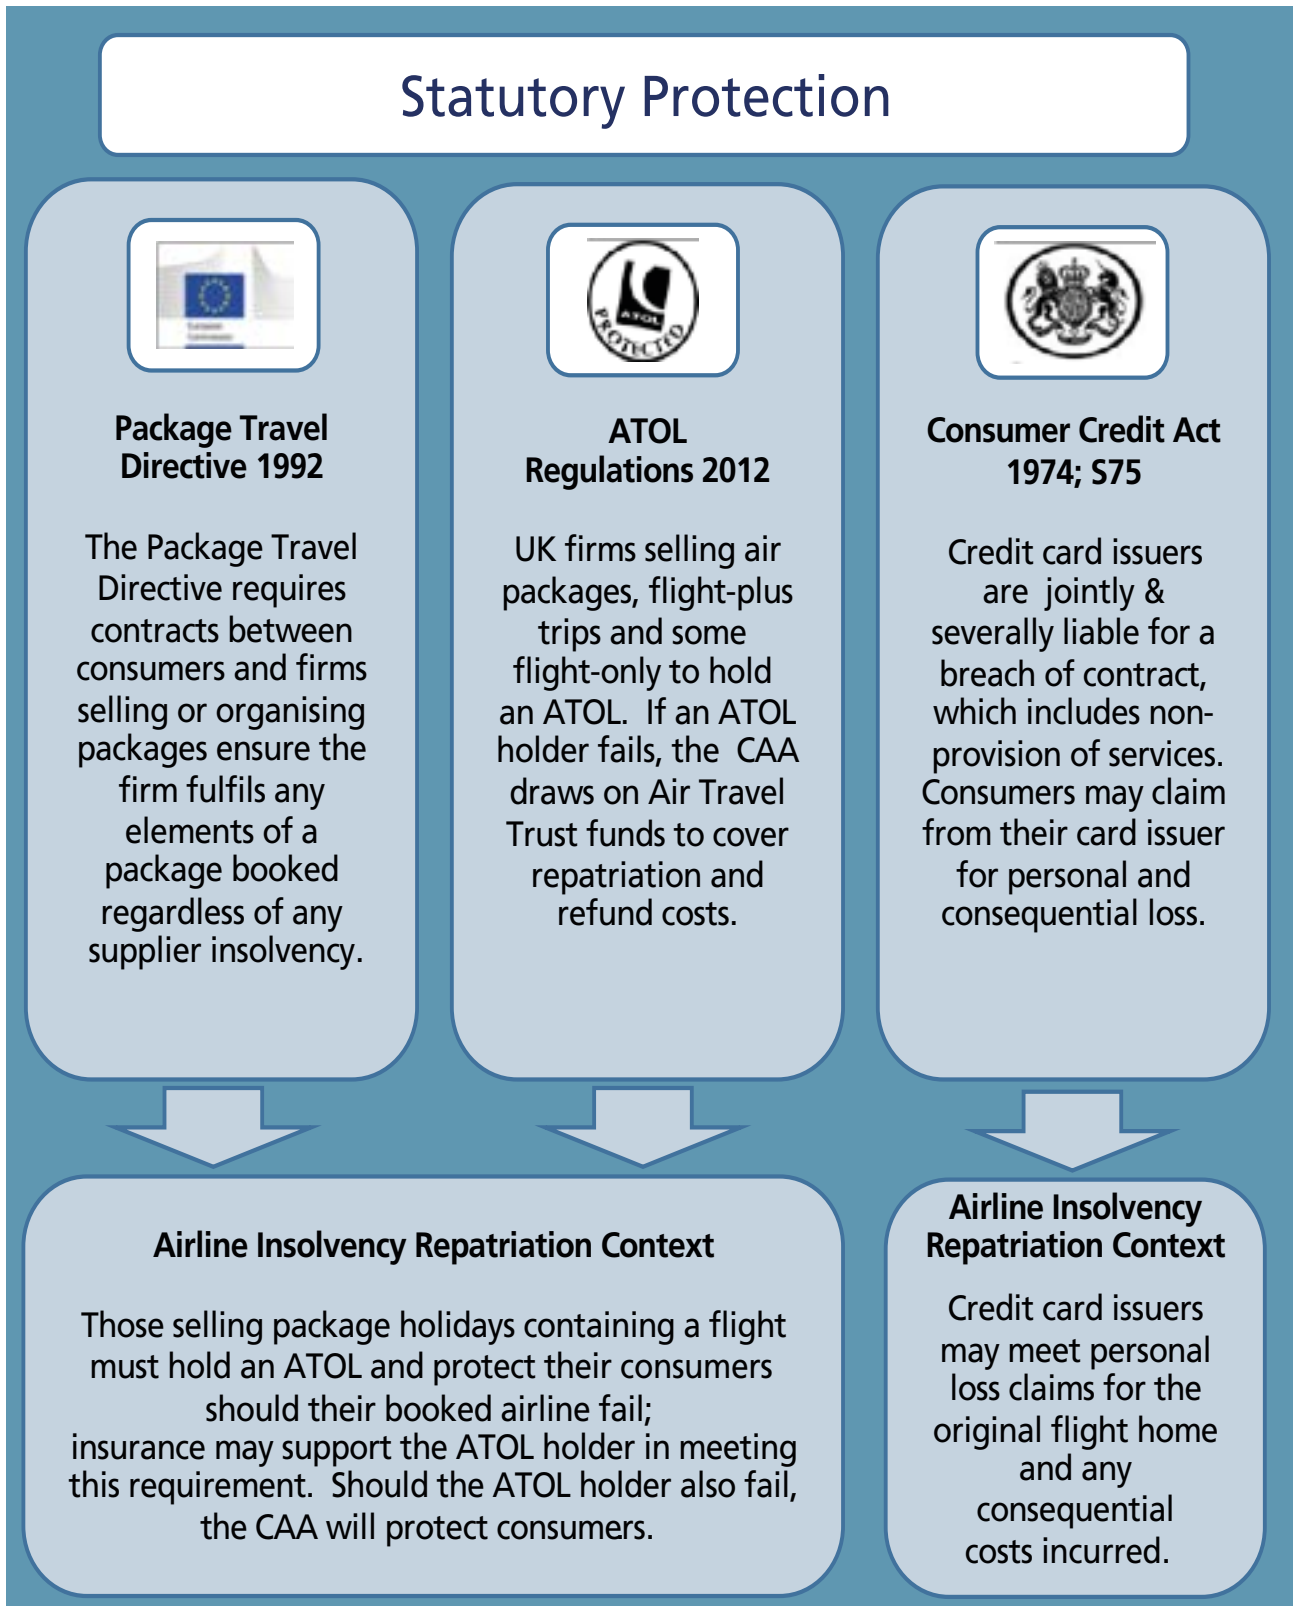 Statutory Protection
Package Travel
Directive 1992
The Package Travel
Directive requires
contracts between
consumers and firms
selling or organising
packages ensure the
firm fulfils any
elements of a
package booked
regardless of any
supplier insolvency.
ATOL
PROTECTED
ATOL
Regulations 2012
UK firms selling air
packages, flight-plus
trips and some
flight-only to hold
an ATOL. If an ATOL
holder fails, the CAA
draws on Air Travel
Trust funds to cover
repatriation and
refund costs.
Consumer Credit Act
1974; S75
Credit card issuers
are jointly &
severally liable for a
breach of contract,
which includes non-
provision of services.
Consumers may claim
from their card issuer
for personal and
consequential loss.
Airline Insolvency Repatriation Context
Those selling package holidays containing a flight
must hold an ATOL and protect their consumers
should their booked airline fail;
insurance may support the ATOL holder in meeting
this requirement. Should the ATOL holder also fail,
the CAA will protect consumers.
Airline Insolvency
Repatriation Context
Credit card issuers
may meet personal
loss claims for the
original flight home
and any
consequential
costs incurred.